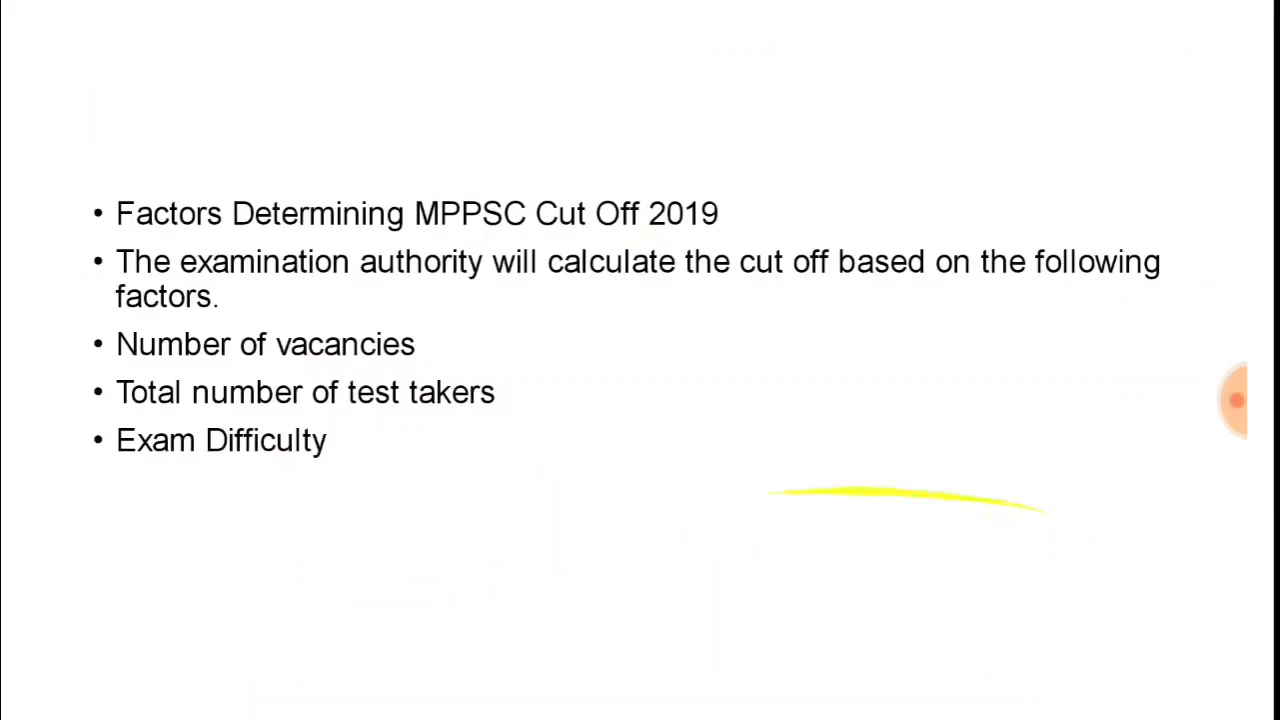 • Factors Determining MPPSC Cut Off 2019
• The examination authority will calculate the cut off based on the following
factors.
• Number of vacancies
• Total number of test takers
• Exam Difficulty